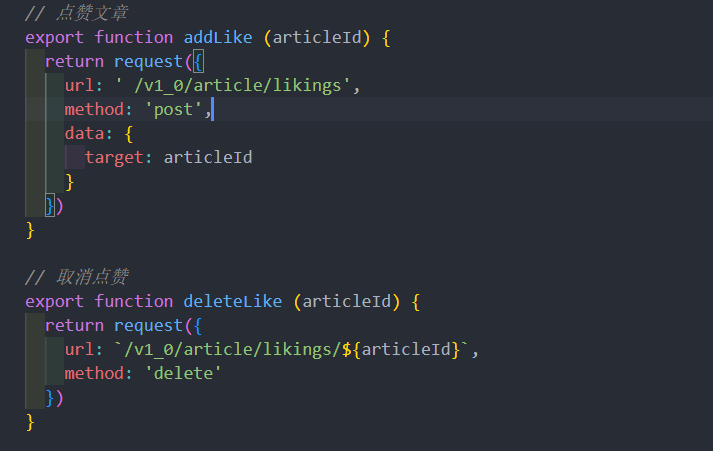 // 点赞文章
export function addLike (articleId) {
  return request({
    url: ' /v1_0/article/likings',
    method: 'post',
    data: {
      target: articleId
    }
  })
}

// 取消点赞
export function deleteLike (articleId) {
  return request({
    url: `/v1_0/article/likings/${articleId}`,
    method: 'delete'
  })
}